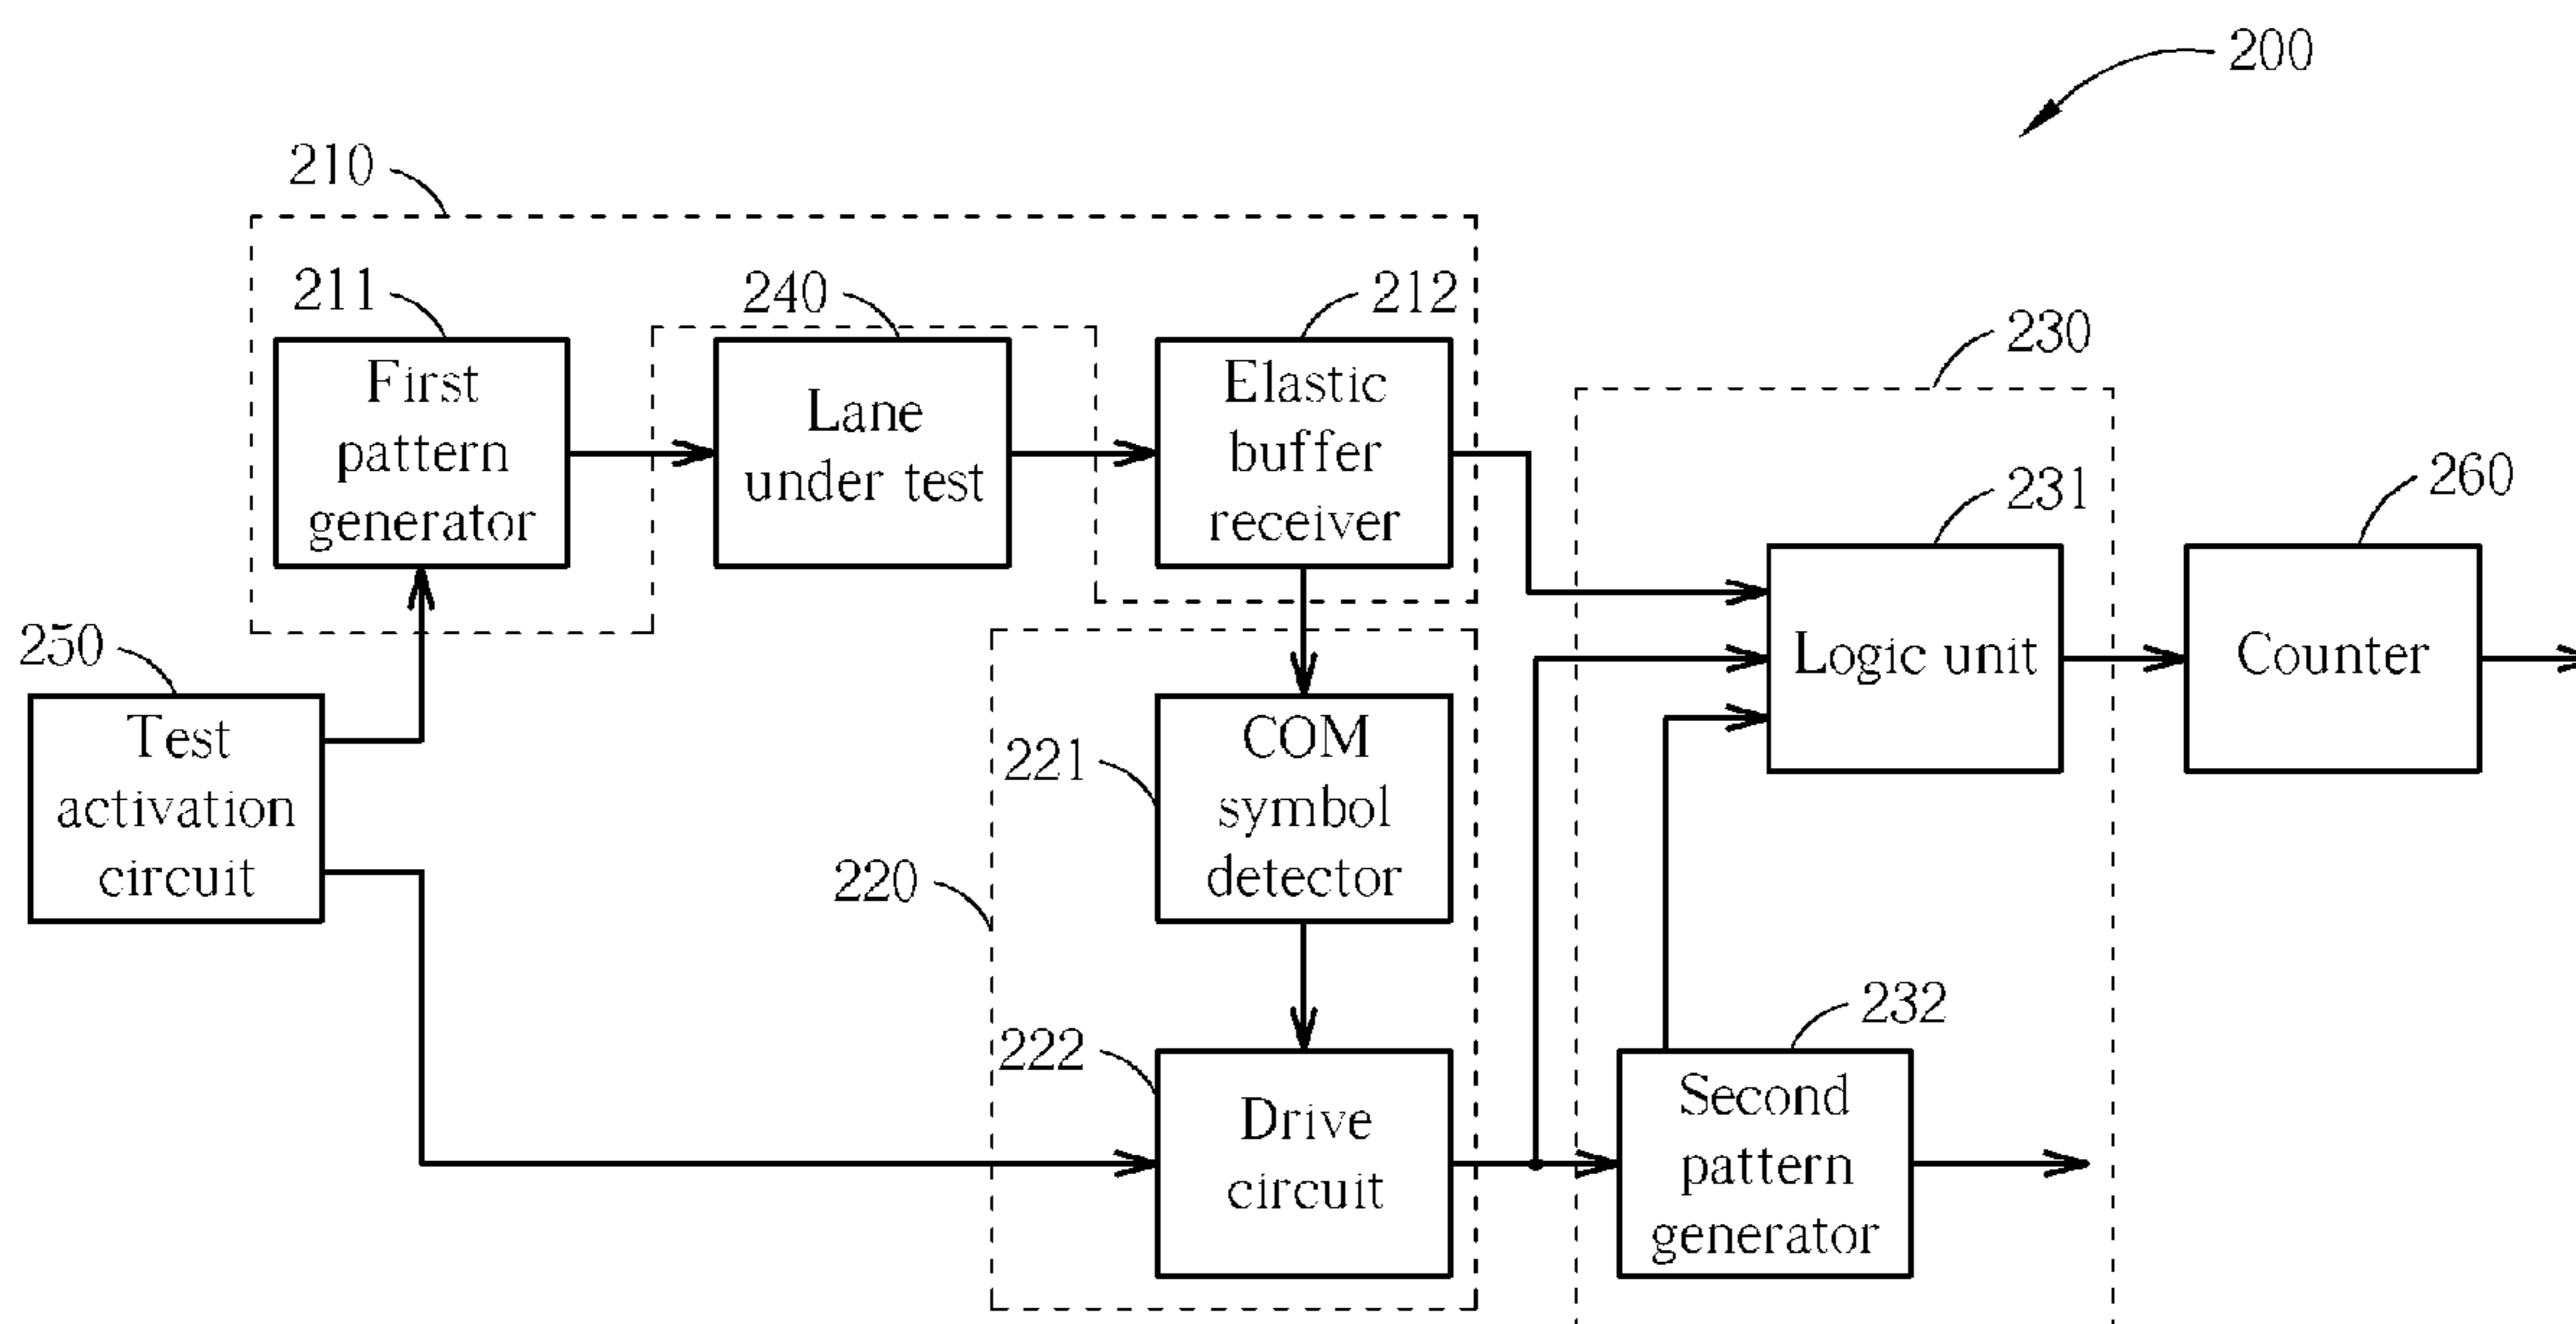 200
210
211
First
pattern
generator
240
Lane
under test
212
Elastic
buffer
receiver
230
231
Logic unit
260
Counter
250
Test
activation
circuit
220
221
COM
symbol
detector
222
Drive
circuit
232
Second
pattern
generator